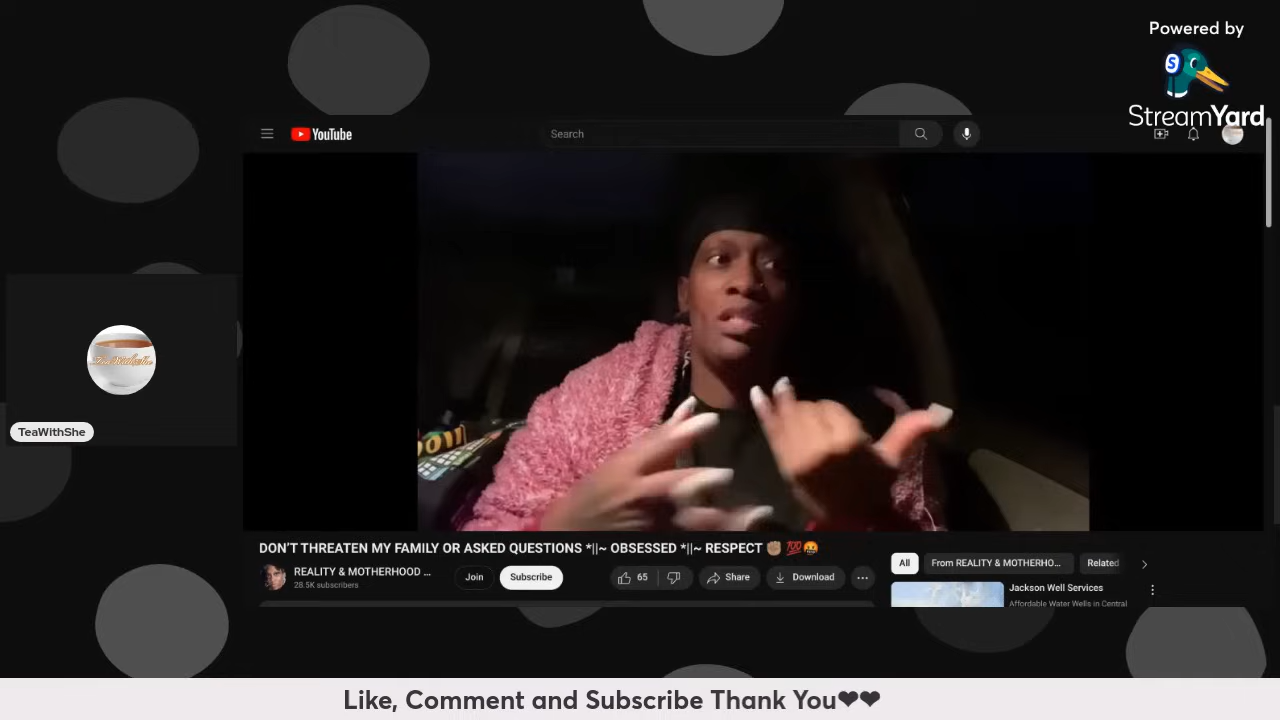 Powered by
StreamYard
YouTube
Search
TeaWithShe
DON'T THREATEN MY FAMILY OR ASKED QUESTIONS *||~ OBSESSED *||~ RESPECT ✊🏽 💯🤬
REALITY & MOTHERHOOD ...
28.5K subscribers
Join
Subscribe
65
Share
Download
All
From REALITY & MOTHERHO...
Related
Jackson Well Services
Affordable Water Wells in Central
Like, Comment and Subscribe Thank You❤❤